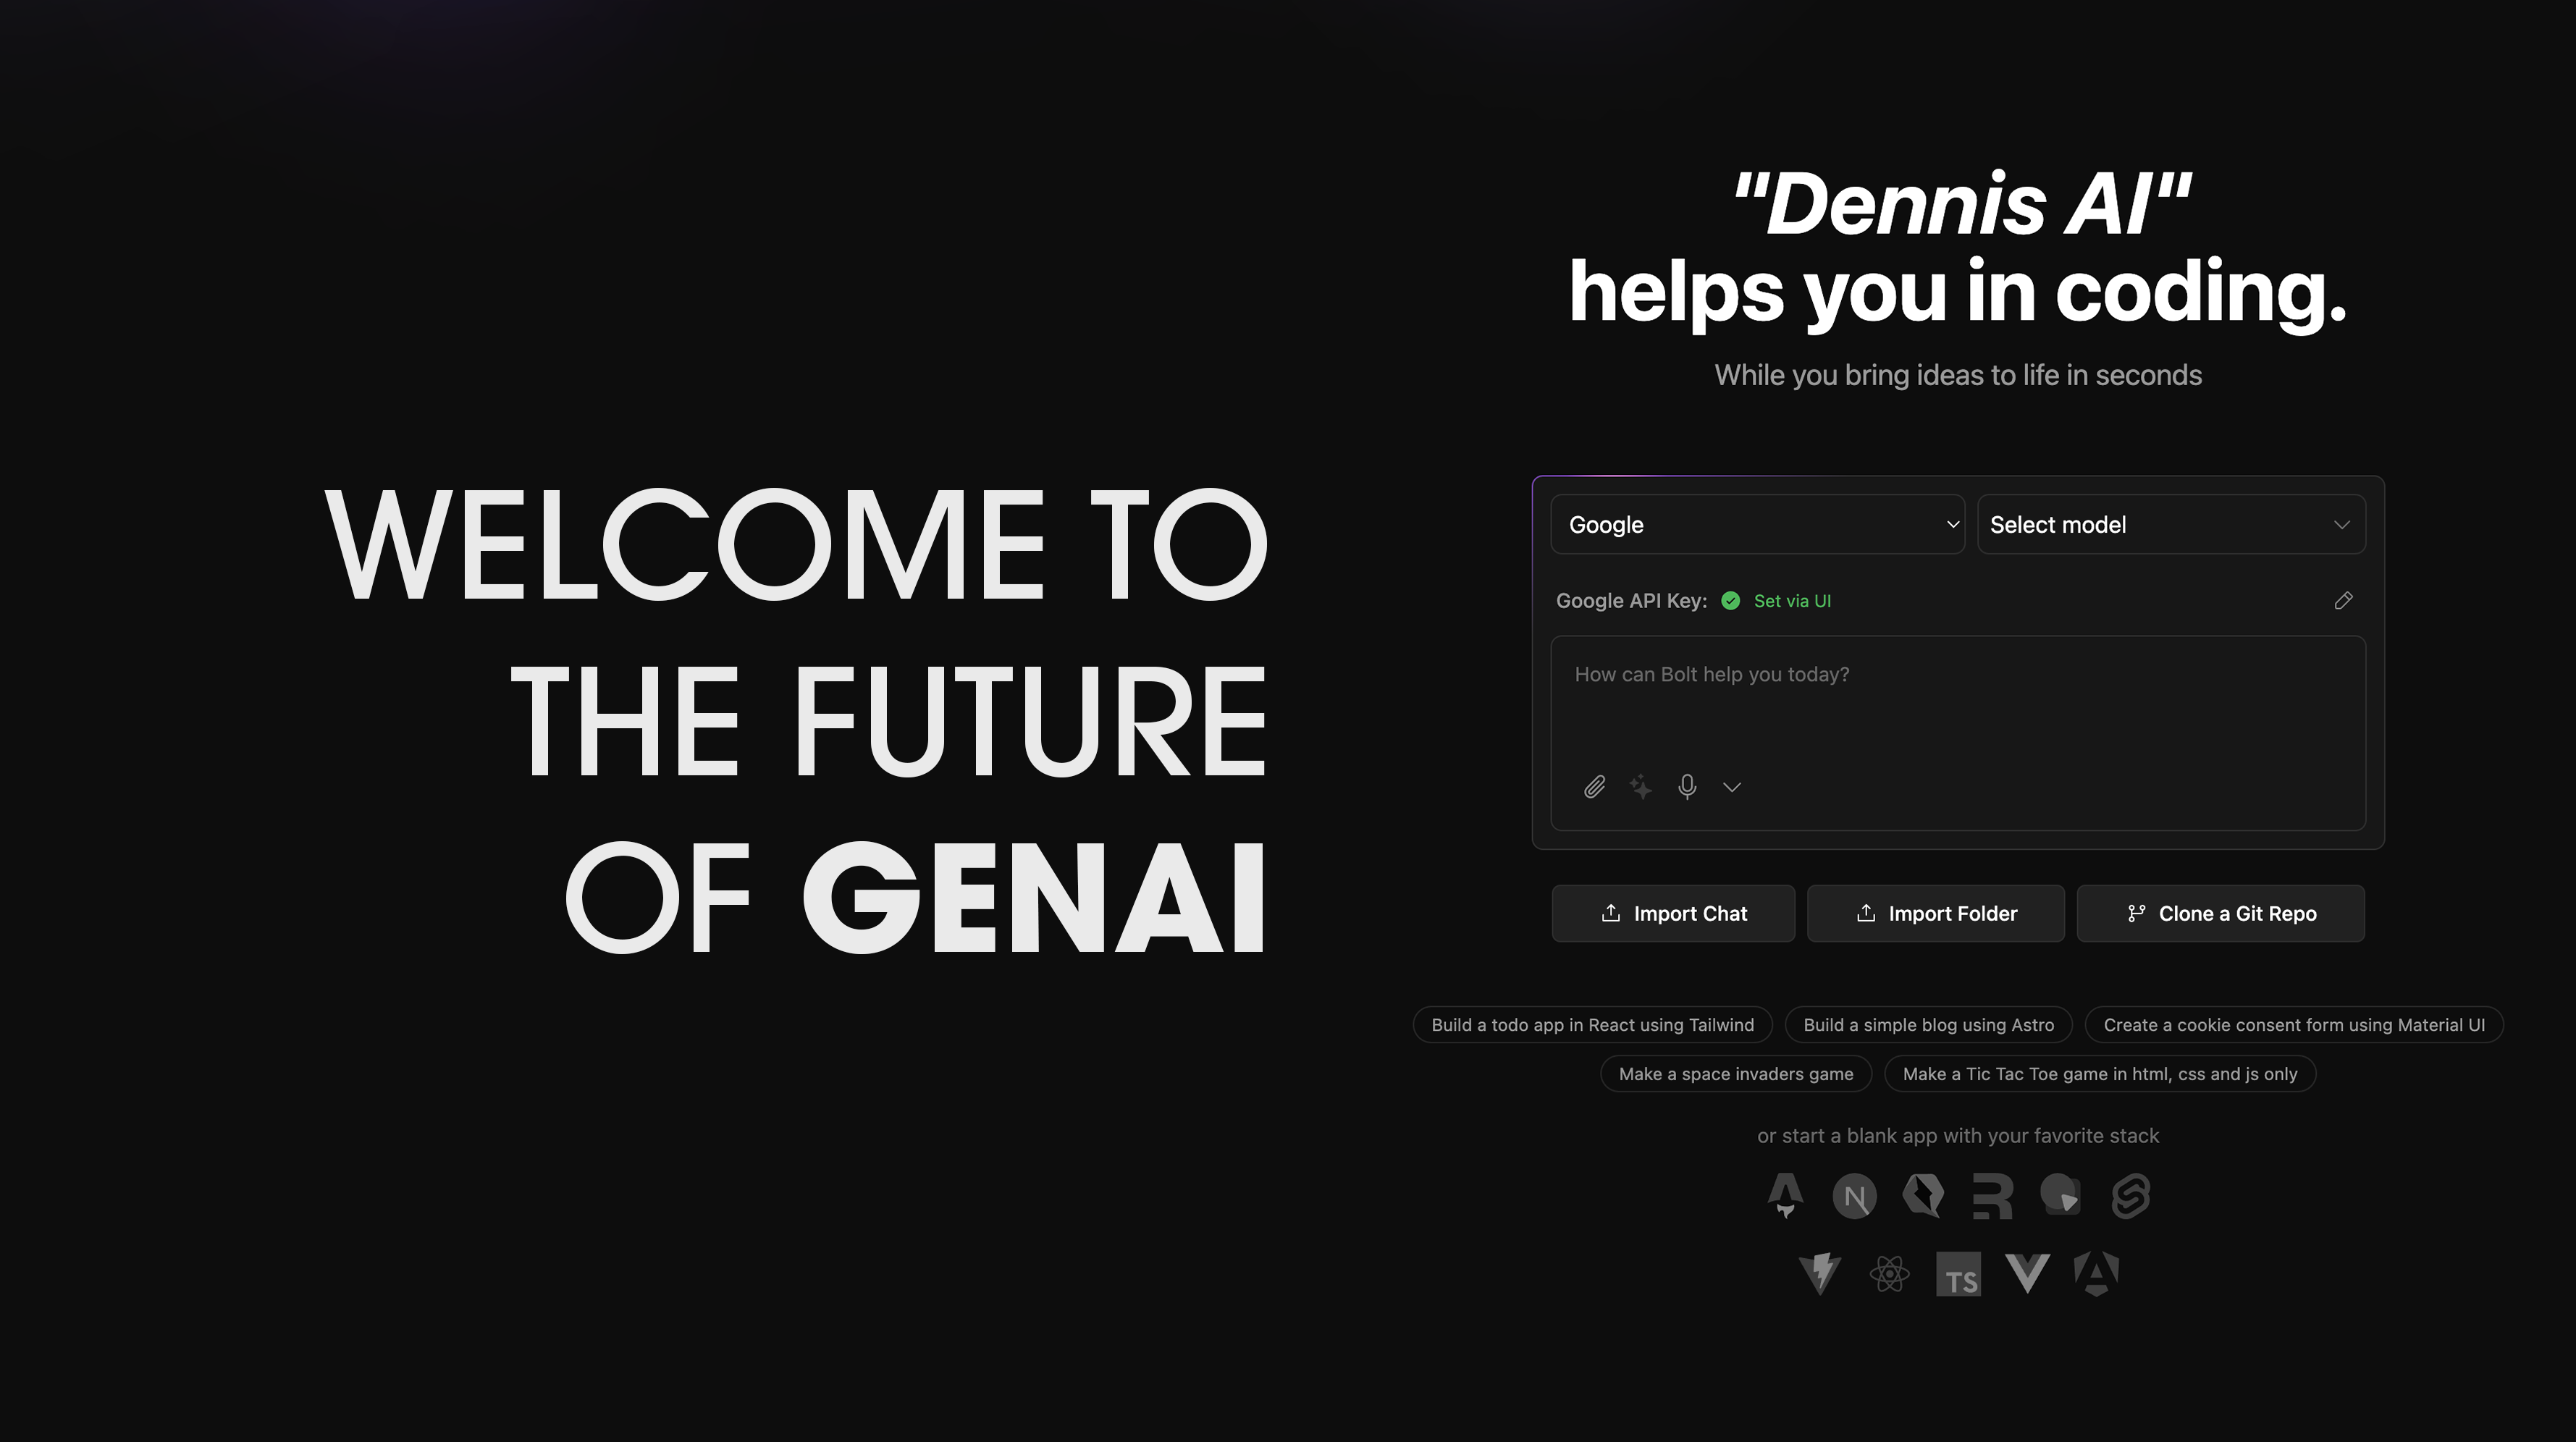 WELCOME TO
THE FUTURE
OF GENAI
"Dennis AI"
helps you in coding.
While you bring ideas to life in seconds
Google
Select model
Google API Key: Set via UI
How can Bolt help you today?
Import Chat
Import Folder
Clone a Git Repo
Build a todo app in React using Tailwind
Build a simple blog using Astro
Create a cookie consent form using Material UI
Make a space invaders game
Make a Tic Tac Toe game in html, css and js only
or start a blank app with your favorite stack
N
TS